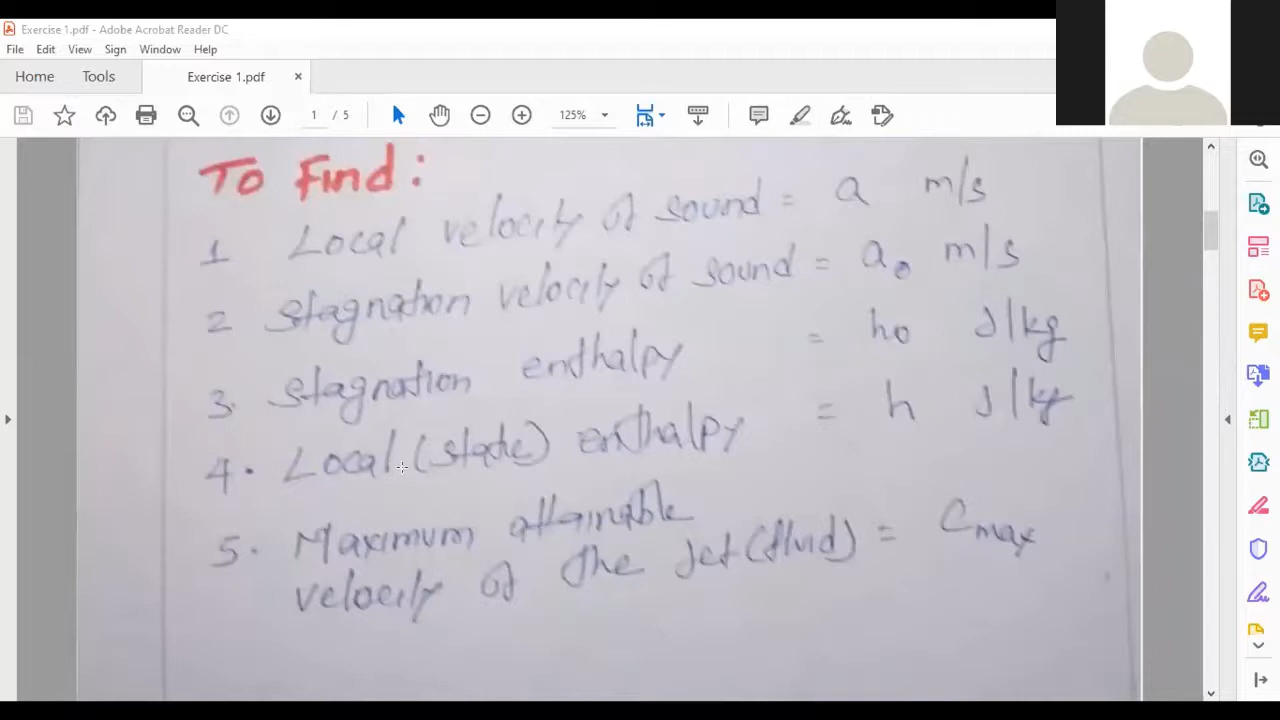 Exercise 1.pdf - Adobe Acrobat Reader DC
File Edit View Sign Window Help
Home Tools Exercise 1.pdf ×
1 / 5 125%
To Find:
1 Local velocity of sound = a m/s
2 Stagnation velocity of sound = a₀ m/s
3. Stagnation enthalpy = h₀ J/kg
4. Local (state) enthalpy = h J/kg
5. Maximum attainable
velocity of the Jet (fluid) = Cmax